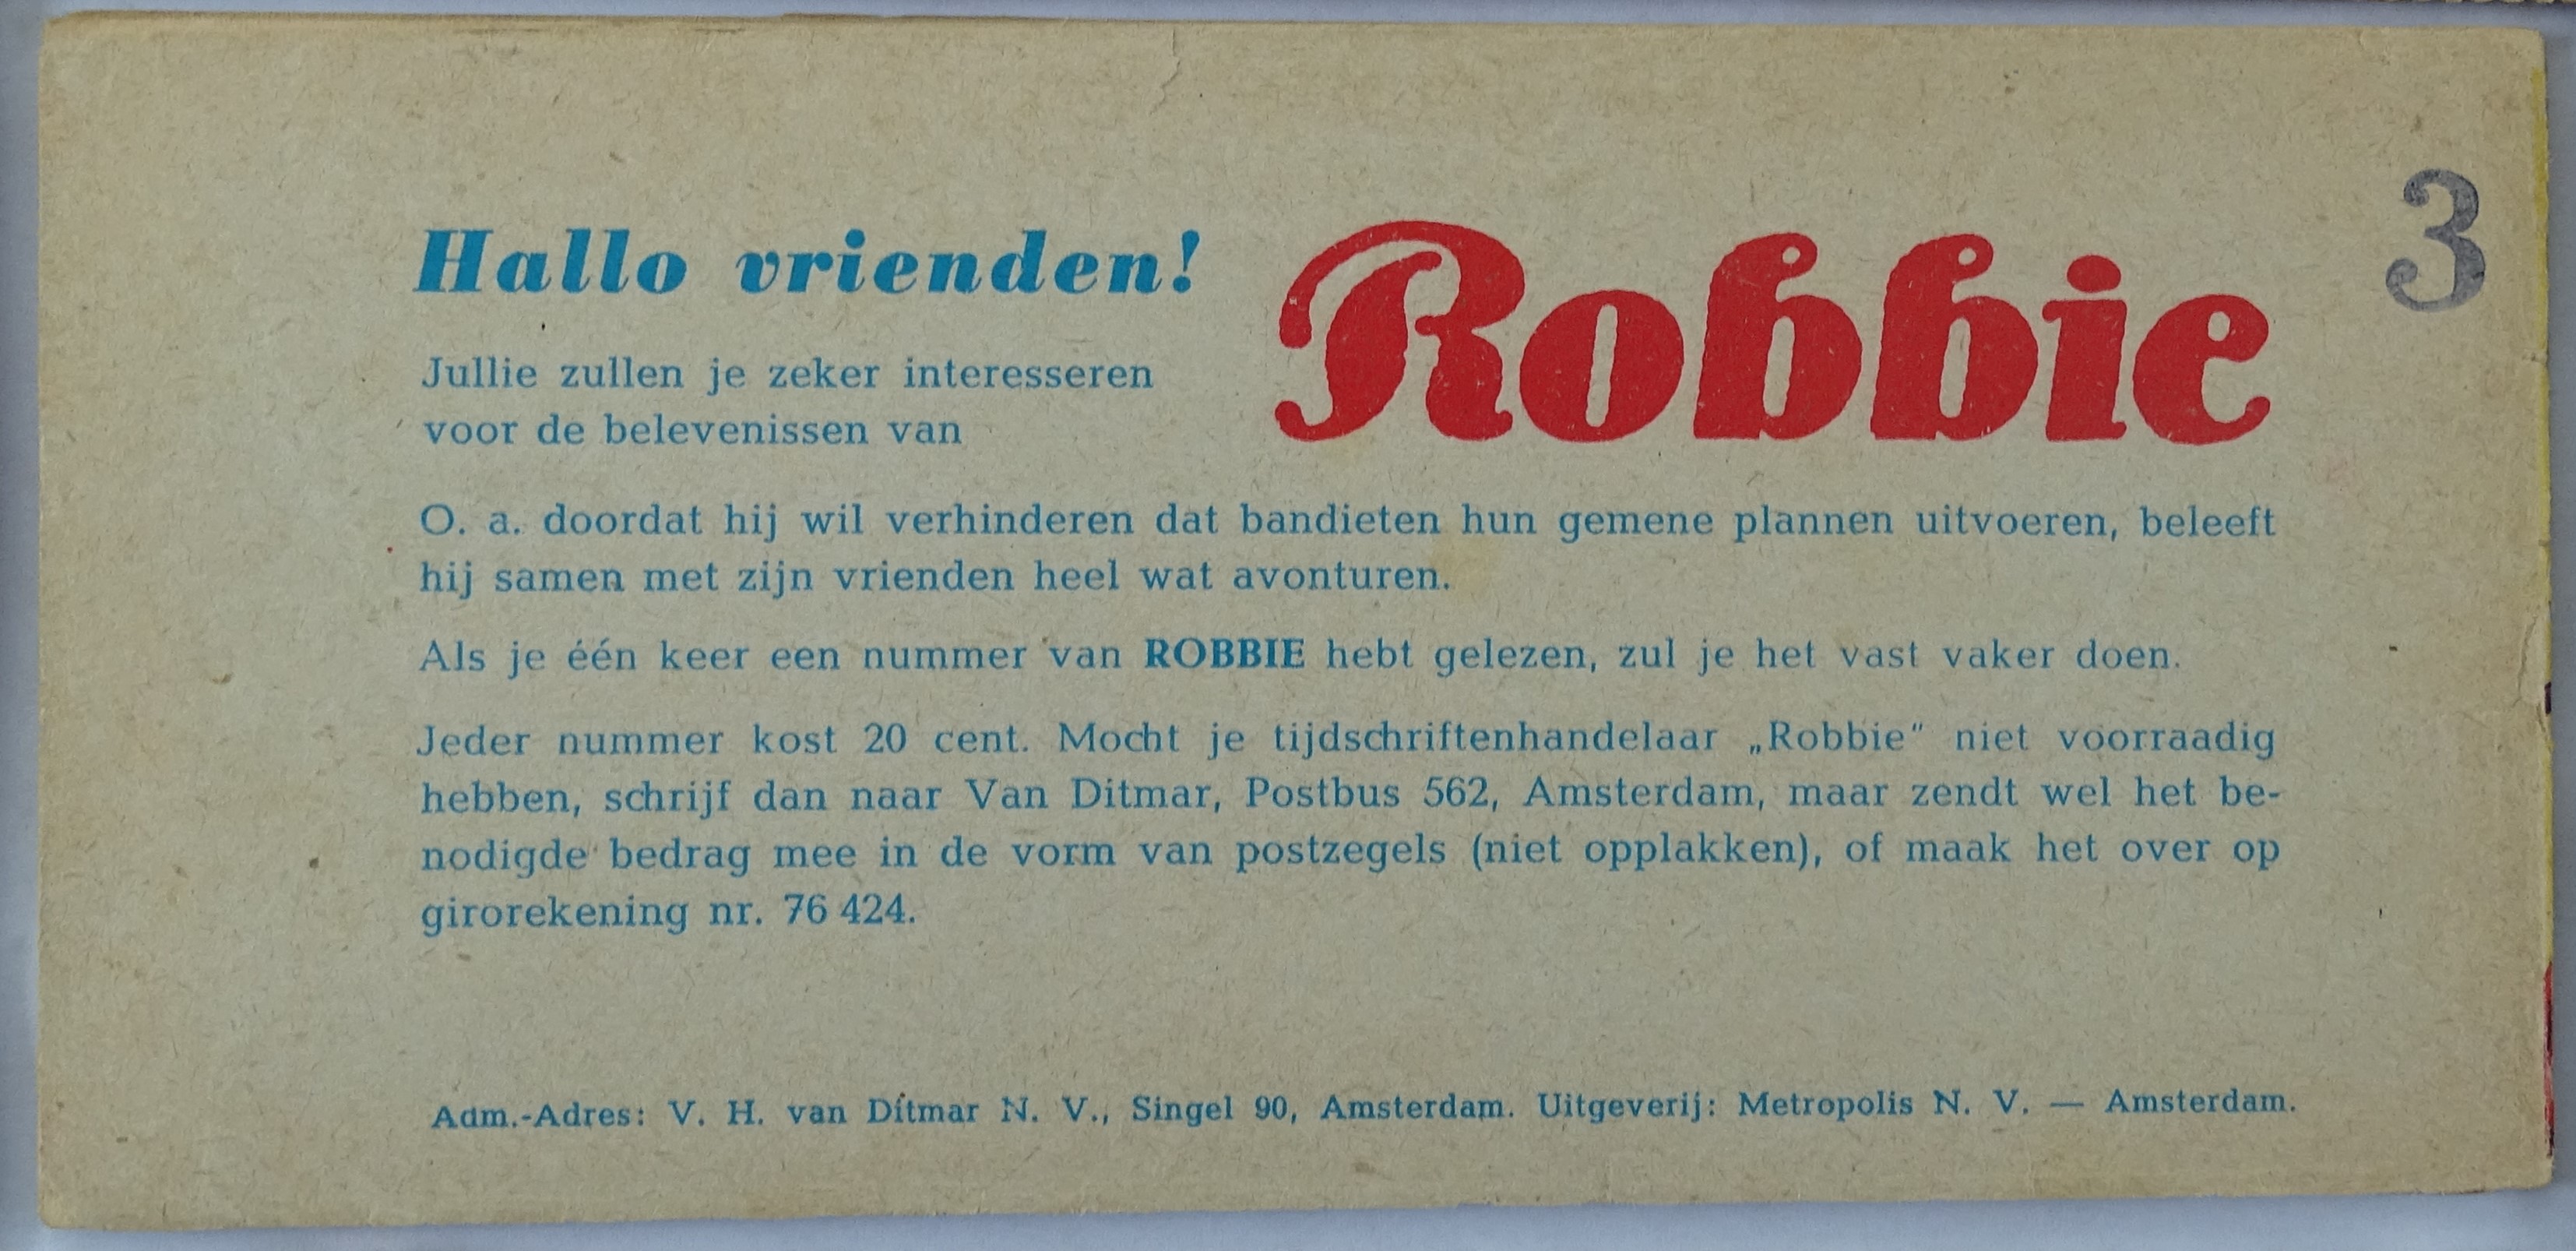 Hallo vrienden!
Jullie zullen je zeker interesseren
voor de belevenissen van
Robbie
3
O. a. doordat hij wil verhinderen dat bandieten hun gemene plannen uitvoeren, beleeft
hij samen met zijn vrienden heel wat avonturen.
Als je één keer een nummer van ROBBIE hebt gelezen, zul je het vast vaker doen.
Jeder nummer kost 20 cent. Mocht je tijdschriftenhandelaar „Robbie" niet voorraadig
hebben, schrijf dan naar Van Ditmar, Postbus 562, Amsterdam, maar zendt wel het be-
nodigde bedrag mee in de vorm van postzegels (niet opplakken), of maak het over op
girorekening nr. 76 424.
Adm.-Adres: V. H. van Ditmar N. V., Singel 90, Amsterdam. Uitgeverij: Metropolis N. V. — Amsterdam.